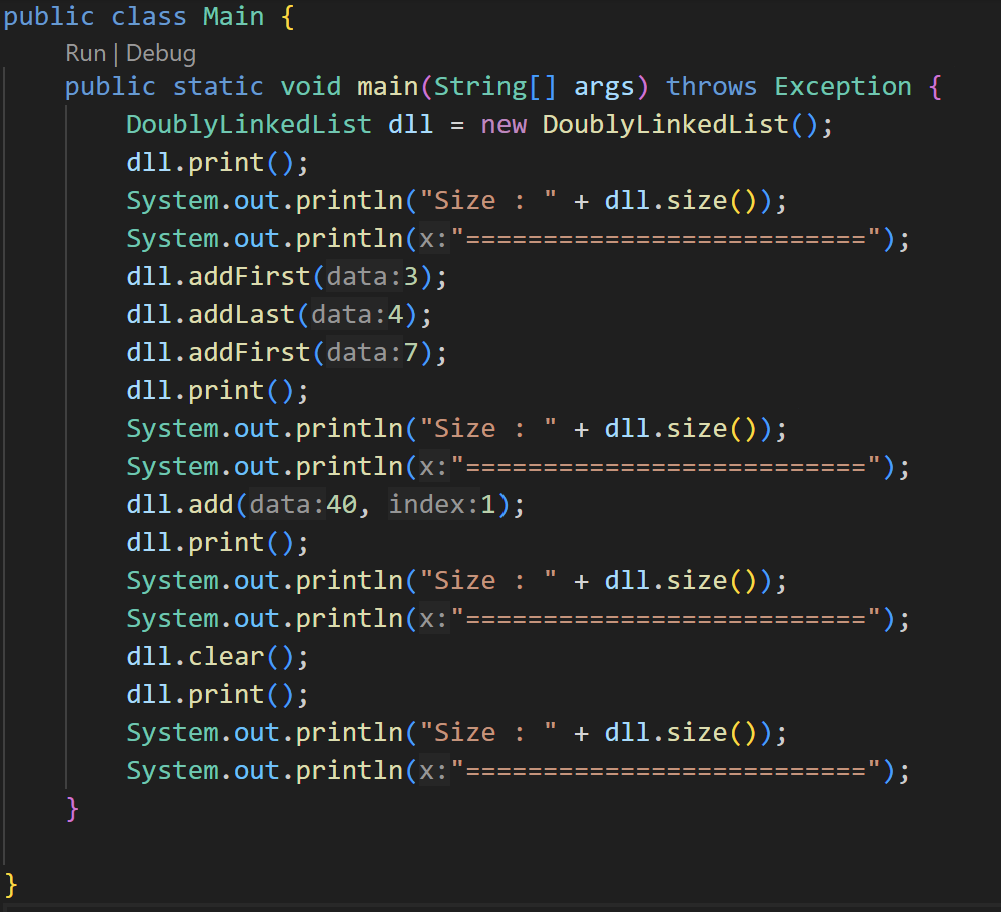 public class Main {
Run | Debug
public static void main(String[] args) throws Exception {
DoublyLinkedList dll = new DoublyLinkedList();
dll.print();
System.out.println("Size : " + dll.size());
System.out.println(x:"==========================");
dll.addFirst(data:3);
dll.addLast(data:4);
dll.addFirst(data:7);
dll.print();
System.out.println("Size : " + dll.size());
System.out.println(x:"==========================");
dll.add(data:40, index:1);
dll.print();
System.out.println("Size : " + dll.size());
System.out.println(x:"==========================");
dll.clear();
dll.print();
System.out.println("Size : " + dll.size());
System.out.println(x:"==========================");
}
}